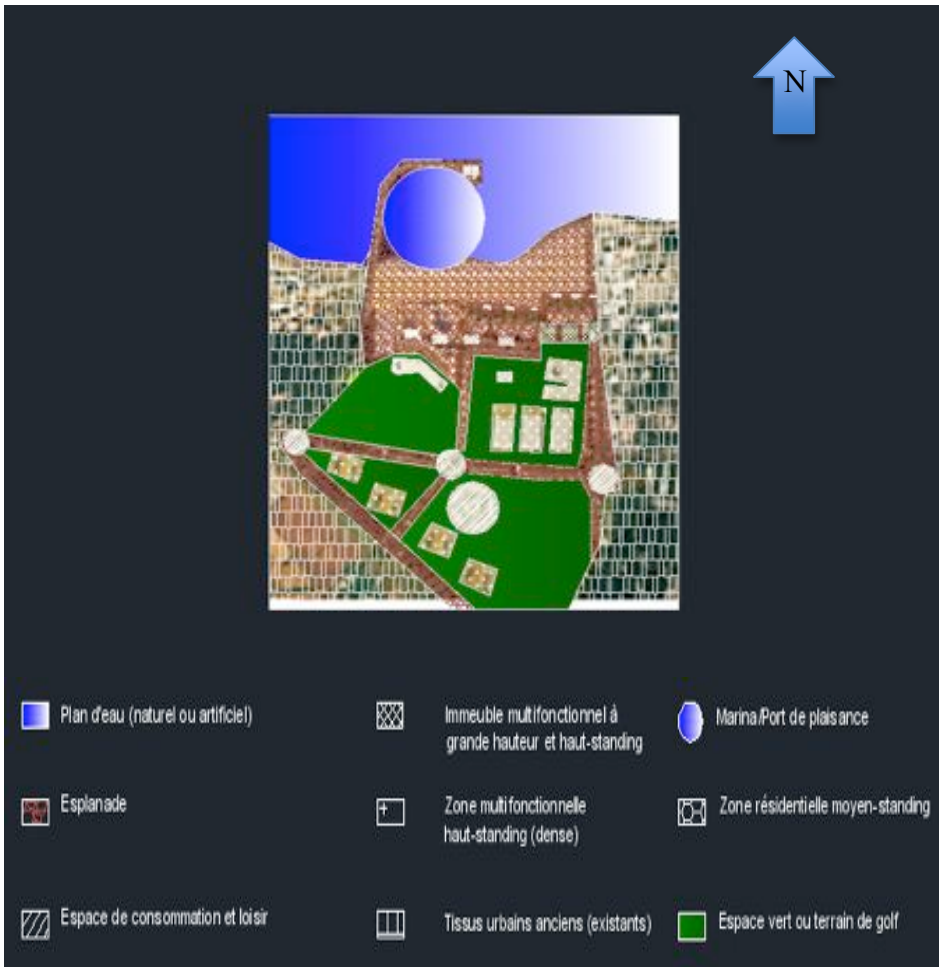 N
Plan d'eau (naturel ou artificiel)
Immeuble multifonctionnel à
grande hauteur et haut-standing
Marina/Port de plaisance
Esplanade
Zone multifonctionnelle
haut-standing (dense)
Zone résidentielle moyen-standing
Espace de consommation et loisir
Tissus urbains anciens (existants)
Espace vert ou terrain de golf